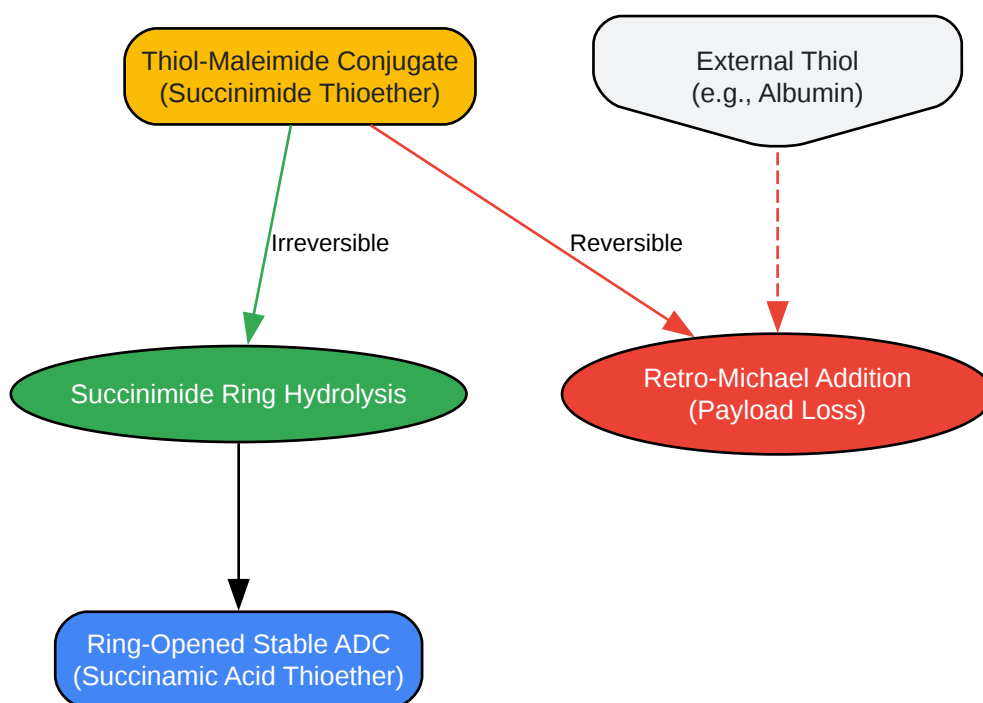 Thiol-Maleimide Conjugate
(Succinimide Thioether)
External Thiol
(e.g., Albumin)
Irreversible
Reversible
Succinimide Ring Hydrolysis
Retro-Michael Addition
(Payload Loss)
Ring-Opened Stable ADC
(Succinamic Acid Thioether)